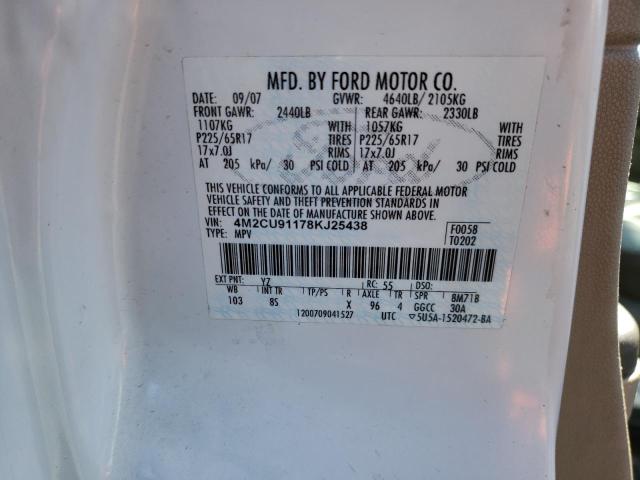 MFD. BY FORD MOTOR CO.
DATE 09/07 GVWR: 4640LB/ 2105KG
FRONT GAWR: 2440LB REAR GAWR: 2330LB
1107KG WITH 1057KG WITH
P225/65R17 TIRES P225/65R17 TIRES
17x7.0J RIMS 17x7.0J RIMS
AT 205 kPa/ 30 PSI COLD AT 205 kPa/ 30 PSI COLD
THIS VEHICLE CONFORMS TO ALL APPLICABLE FEDERAL MOTOR
VEHICLE SAFETY AND THEFT PREVENTION STANDARDS IN
EFFECT ON THE DATE OF MANUFACTURE SHOWN ABOVE.
VIN: 4M2CU91178KJ25438 F0058
TYPE: MPV T0202
EXT PNT: YZ RC: 55 DSO:
WB INT TR TP/PS R AXLE TR SPR BM71B
103 8S X 96 4 GGCC 30A
1200709041527 UTC ▽5U5A-1520472-BA